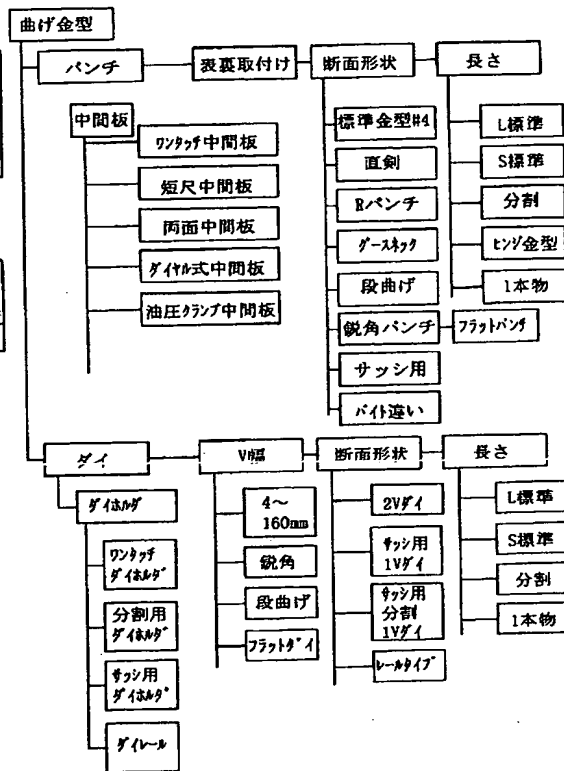 曲げ金型
パンチ
表裏取付け
断面形状
長さ
中間板
ワンタッチ中間板
短尺中間板
両面中間板
ダイヤル式中間板
油圧クランプ中間板
標準金型#4
直剣
Rパンチ
グースネック
段曲げ
鋭角パンチ
フラットパンチ
サッシ用
バイト違い
L標準
S標準
分割
ヒンジ金型
1本物
ダイ
V幅
断面形状
長さ
ダイホルダ
ワンタッチ
ダイホルダ
分割用
ダイホルダ
サッシ用
ダイホルダ
ダイレール
4～
160mm
鋭角
段曲げ
フラットダイ
2Vダイ
サッシ用
1Vダイ
サッシ用
分割
1Vダイ
レールタイプ
L標準
S標準
分割
1本物